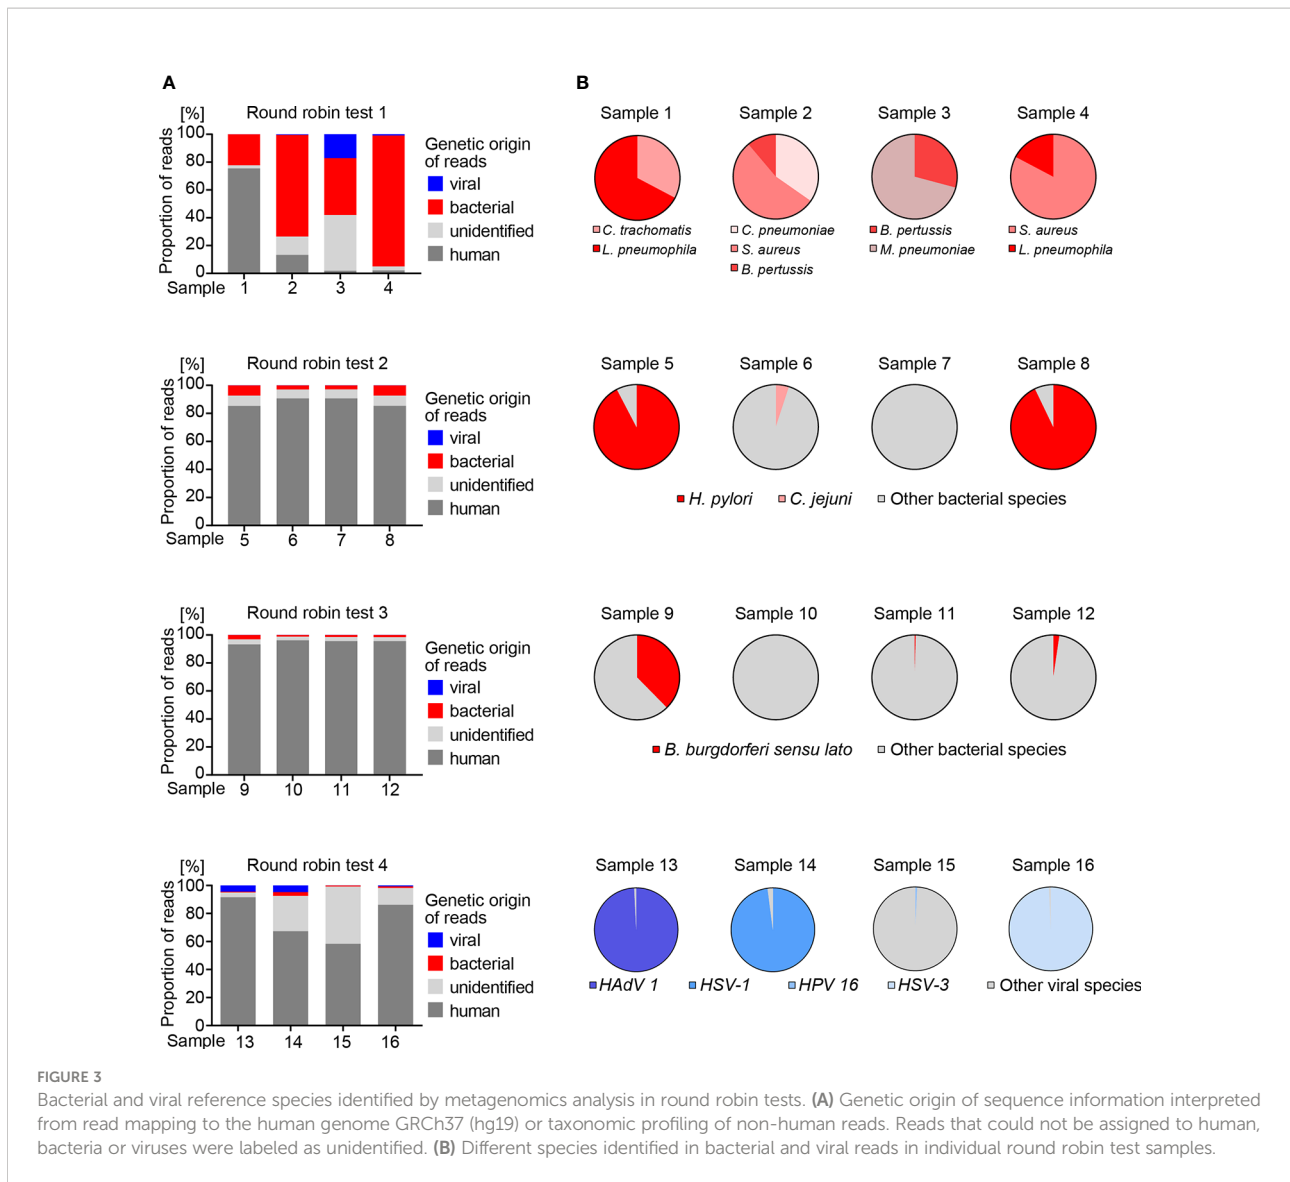 A
B
Round robin test 1
[%]
Proportion of reads
100
80
60
40
20
0
Sample 1 2 3 4
Genetic origin
of reads
viral
bacterial
unidentified
human
Sample 1
C. trachomatis
L. pneumophila
Sample 2
C. pneumoniae
S. aureus
B. pertussis
Sample 3
B. pertussis
M. pneumoniae
Sample 4
S. aureus
L. pneumophila
Round robin test 2
[%]
Proportion of reads
100
80
60
40
20
0
Sample 5 6 7 8
Genetic origin
of reads
viral
bacterial
unidentified
human
Sample 5
Sample 6
Sample 7
Sample 8
H. pylori C. jejuni Other bacterial species
Round robin test 3
[%]
Proportion of reads
100
80
60
40
20
0
Sample 9 10 11 12
Genetic origin
of reads
viral
bacterial
unidentified
human
Sample 9
Sample 10
Sample 11
Sample 12
B. burgdorferi sensu lato Other bacterial species
Round robin test 4
[%]
Proportion of reads
100
80
60
40
20
0
Sample 13 14 15 16
Genetic origin
of reads
viral
bacterial
unidentified
human
Sample 13
Sample 14
Sample 15
Sample 16
HAdV 1 HSV-1 HPV 16 HSV-3 Other viral species
FIGURE 3
Bacterial and viral reference species identified by metagenomics analysis in round robin tests. (A) Genetic origin of sequence information interpreted
from read mapping to the human genome GRCh37 (hg19) or taxonomic profiling of non-human reads. Reads that could not be assigned to human,
bacteria or viruses were labeled as unidentified. (B) Different species identified in bacterial and viral reads in individual round robin test samples.